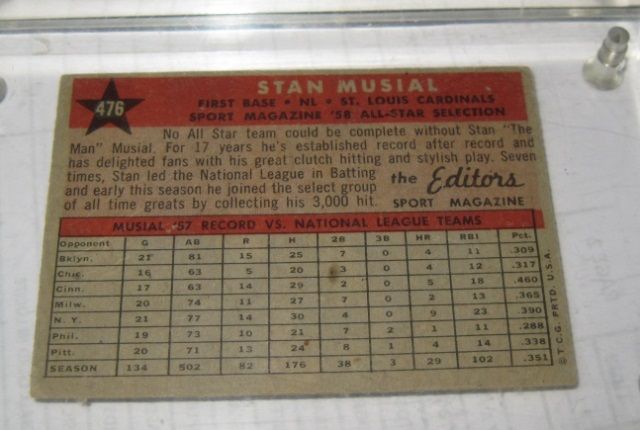 476
STAN MUSIAL
FIRST BASE • NL • ST. LOUIS CARDINALS
SPORT MAGAZINE '58 ALL-STAR SELECTION
No All Star team could be complete without Stan "The
Man" Musial. For 17 years he's established record after record and
has delighted fans with his great clutch hitting and stylish play. Seven
times, Stan led the National League in Batting
and early this season he joined the select group
of all time greats by collecting his 3,000 hit.
the Editors
SPORT MAGAZINE
MUSIAL '57 RECORD VS. NATIONAL LEAGUE TEAMS
Opponent G AB R H 2B 3B HR RBI Pct.
Bklyn. 21 81 15 25 7 0 4 11 .309
Chic. 16 63 5 20 3 0 4 12 .317
Cinn. 17 63 14 29 2 0 5 18 .460
Milw. 20 74 11 27 7 0 2 13 .365
N. Y. 21 77 14 30 4 0 9 23 .390
Phil. 19 73 10 21 7 2 1 11 .288
Pitt. 20 71 13 24 8 1 4 14 .338
SEASON 134 502 82 176 38 3 29 102 .351
© T.C.G. PRTD. U.S.A.